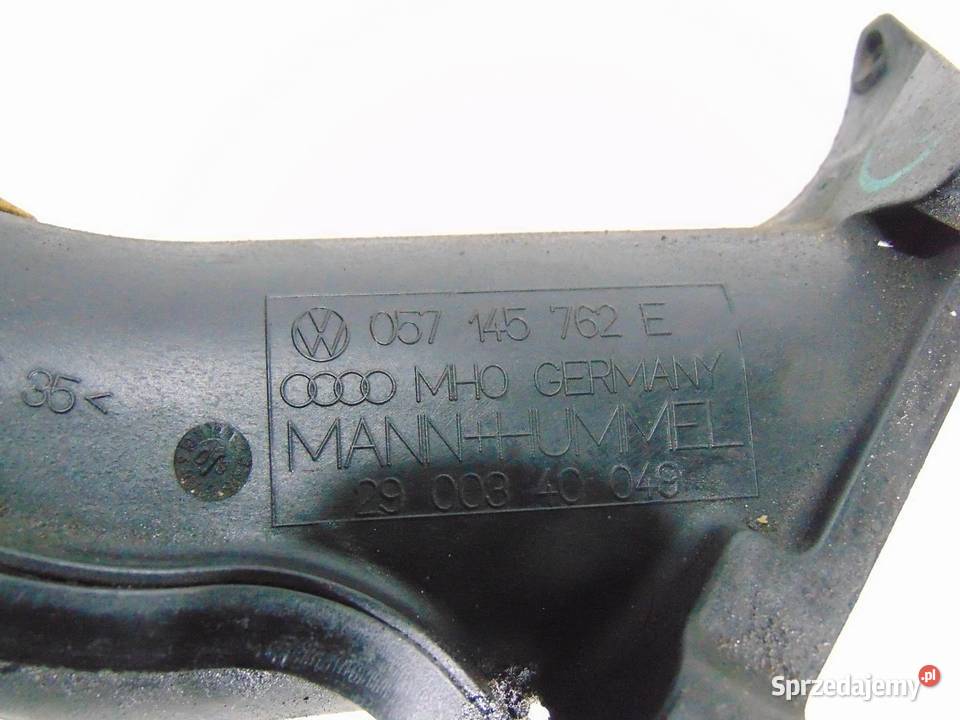 057 145 762 E
MHO GERMANY
MANN+HUMMEL
29 003 40 049
35<
Sprzedajemy.pl